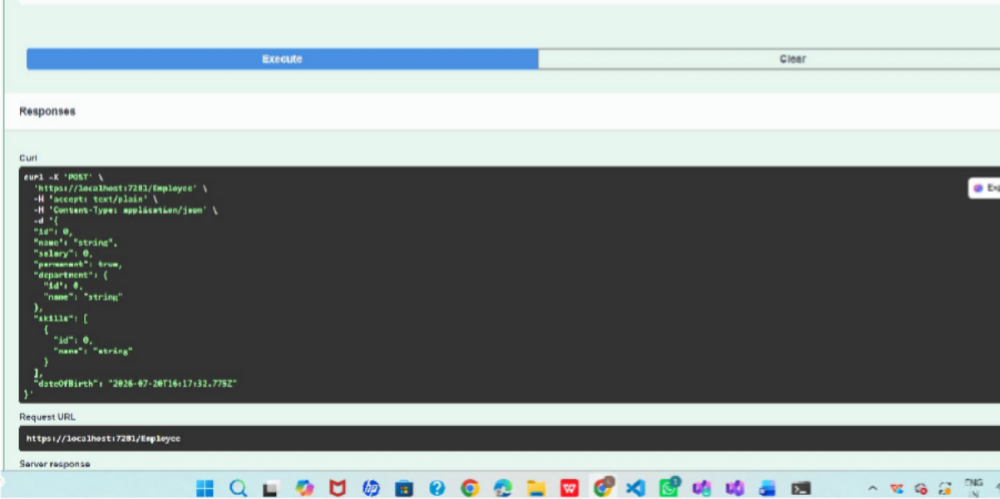 Execute
Clear
Responses
Curl
curl -X 'POST' \
'https://localhost:7281/Employee' \
-H 'accept: text/plain' \
-H 'Content-Type: application/json' \
-d '{
"id": 0,
"name": "string",
"salary": 0,
"permanent": true,
"department": {
"id": 0,
"name": "string"
},
"skills": [
{
"id": 0,
"name": "string"
}
],
"dateOfBirth": "2026-07-20T16:17:32.775Z"
}'
Request URL
https://localhost:7281/Employee
Server response
ENG
IN